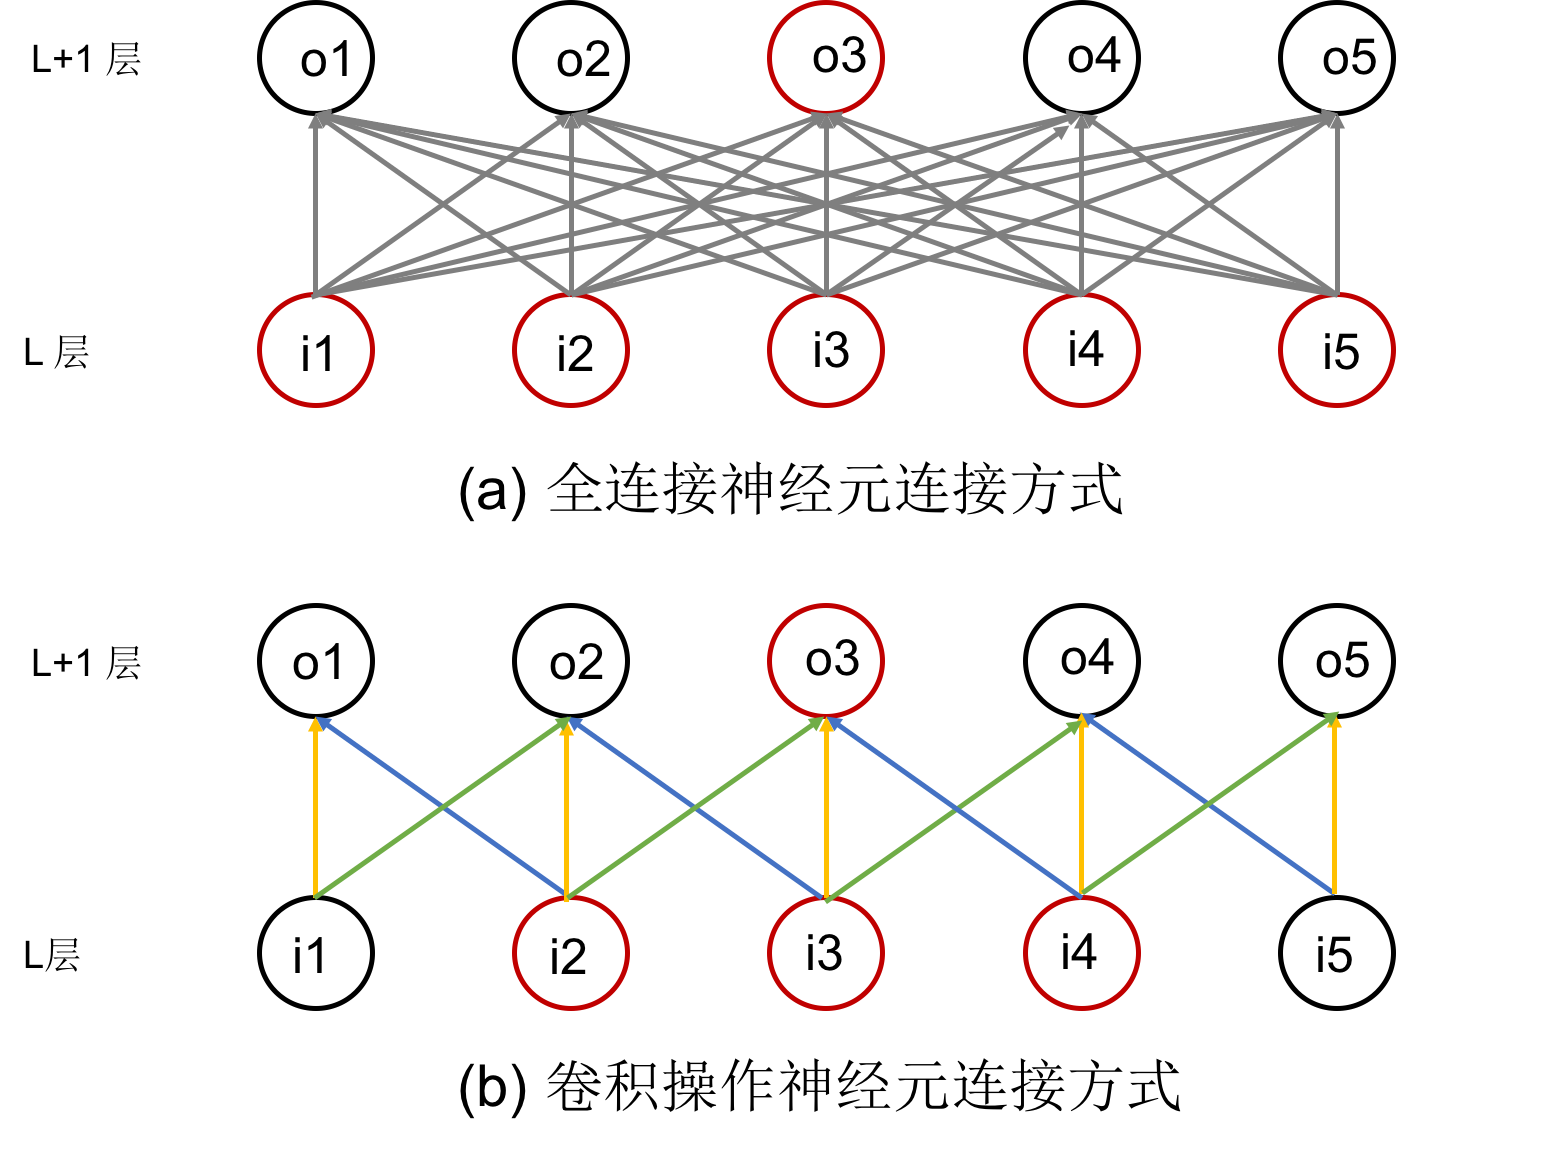 L+1 层 o1 o2 o3 o4 o5
L 层 i1 i2 i3 i4 i5
(a) 全连接神经元连接方式
L+1 层 o1 o2 o3 o4 o5
L层 i1 i2 i3 i4 i5
(b) 卷积操作神经元连接方式